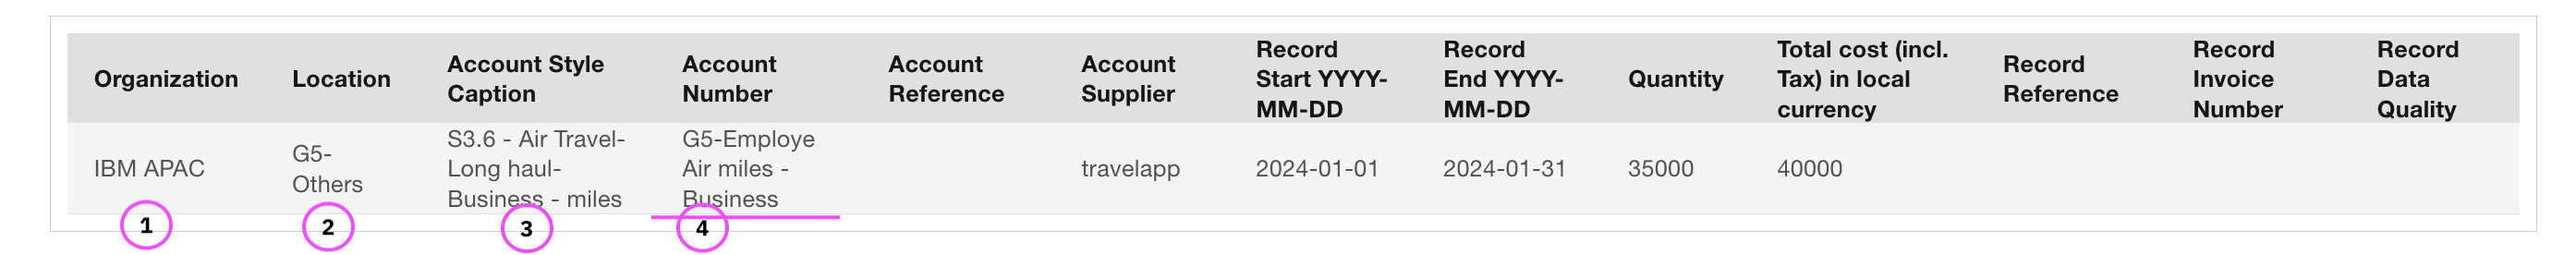 Organization
Location
Account Style
Caption
Account
Number
Account
Reference
Account
Supplier
Record
Start YYYY-
MM-DD
Record
End YYYY-
MM-DD
Quantity
Total cost (incl.
Tax) in local
currency
Record
Reference
Record
Invoice
Number
Record
Data
Quality
IBM APAC
G5-
Others
S3.6 - Air Travel-
Long haul-
Business - miles
G5-Employe
Air miles -
Business
travelapp
2024-01-01
2024-01-31
35000
40000
1
2
3
4